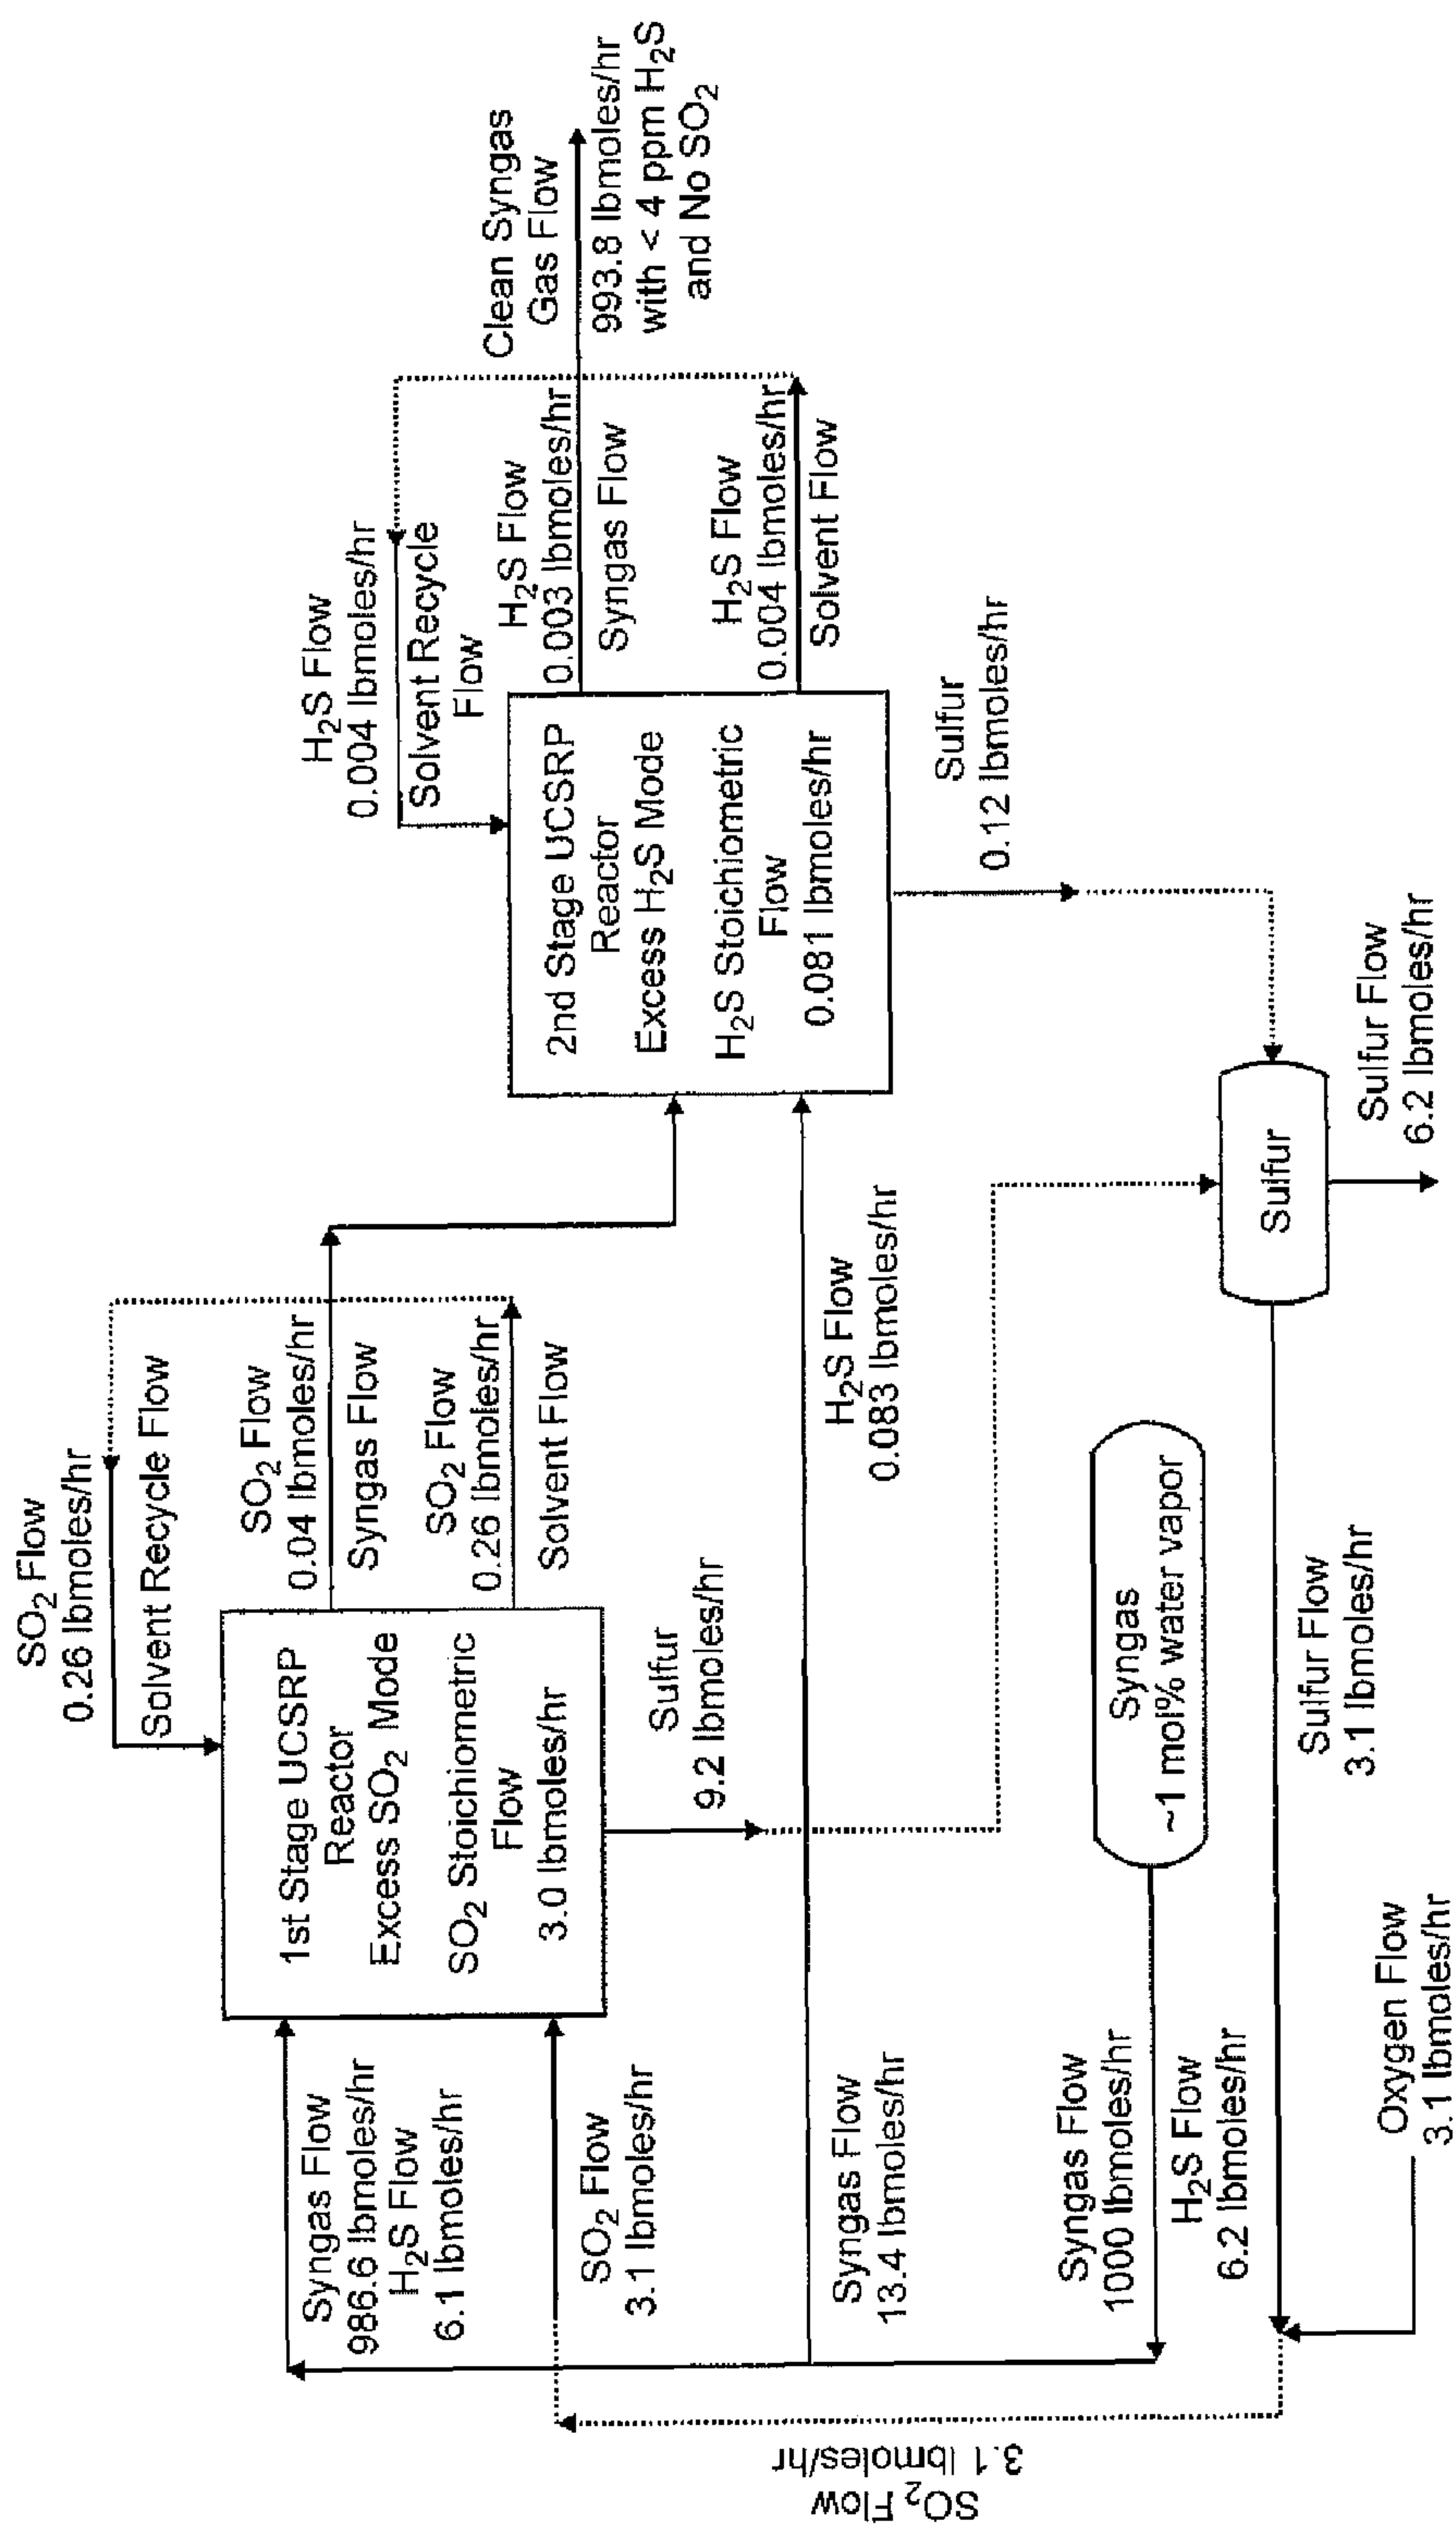 SO2 Flow
0.26 lbmoles/hr
Solvent Recycle Flow
SO2 Flow
0.04 lbmoles/hr
Syngas Flow
SO2 Flow
0.26 lbmoles/hr
Solvent Flow
1st Stage UCSRP
Reactor
Excess SO2 Mode
SO2 Stoichiometric
Flow
3.0 lbmoles/hr
Syngas Flow
986.6 lbmoles/hr
H2S Flow
6.1 lbmoles/hr
SO2 Flow
3.1 lbmoles/hr
Sulfur
9.2 lbmoles/hr
H2S Flow
0.004 lbmoles/hr
Solvent Recycle
Flow
H2S Flow
0.003 lbmoles/hr
Syngas Flow
H2S Flow
0.004 lbmoles/hr
Solvent Flow
Clean Syngas
Gas Flow
993.8 lbmoles/hr
with < 4 ppm H2S
and No SO2
2nd Stage UCSRP
Reactor
Excess H2S Mode
H2S Stoichiometric
Flow
0.081 lbmoles/hr
Sulfur
0.12 lbmoles/hr
Syngas Flow
13.4 lbmoles/hr
H2S Flow
0.083 lbmoles/hr
Syngas Flow
1000 lbmoles/hr
H2S Flow
6.2 lbmoles/hr
Syngas
~1 mol% water vapor
Sulfur
Sulfur Flow
3.1 lbmoles/hr
Sulfur Flow
6.2 lbmoles/hr
Oxygen Flow
3.1 lbmoles/hr
SO2 Flow
3.1 lbmoles/hr